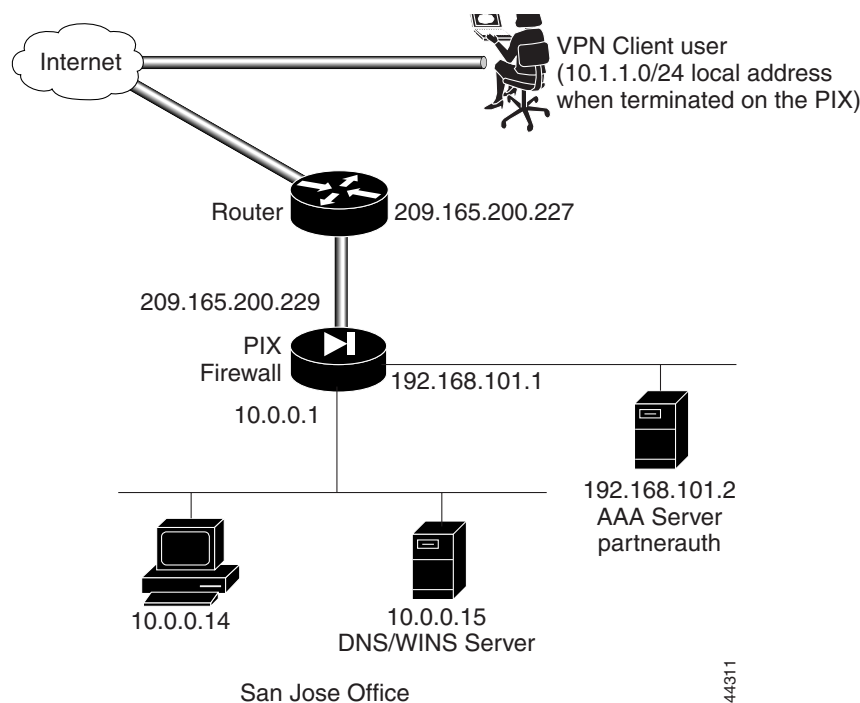 Internet
VPN Client user
(10.1.1.0/24 local address
when terminated on the PIX)
Router
209.165.200.227
209.165.200.229
PIX
Firewall
192.168.101.1
10.0.0.1
192.168.101.2
AAA Server
partnerauth
10.0.0.14
10.0.0.15
DNS/WINS Server
San Jose Office
44311